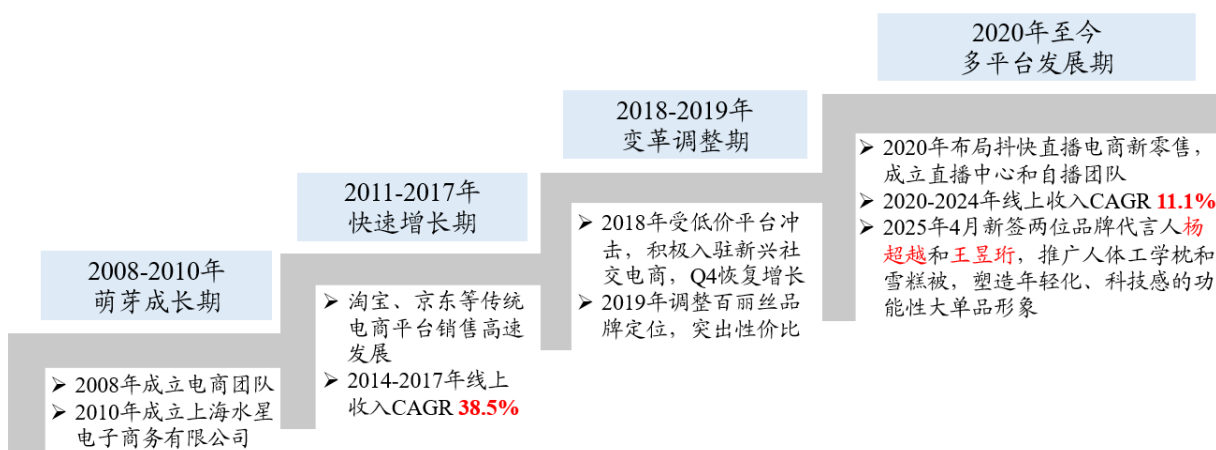 2008-2010年
萌芽成长期
➢ 2008年成立电商团队
➢ 2010年成立上海水星
电子商务有限公司
2011-2017年
快速增长期
➢ 淘宝、京东等传统
电商平台销售高速
发展
➢ 2014-2017年线上
收入CAGR 38.5%
2018-2019年
变革调整期
➢ 2018年受低价平台冲
击，积极入驻新兴社
交电商，Q4恢复增长
➢ 2019年调整百丽丝品
牌定位，突出性价比
2020年至今
多平台发展期
➢ 2020年布局抖快直播电商新零售，
成立直播中心和自播团队
➢ 2020-2024年线上收入CAGR 11.1%
➢ 2025年4月新签两位品牌代言人杨
超越和王昱珩，推广人体工学枕和
雪糕被，塑造年轻化、科技感的功
能性大单品形象